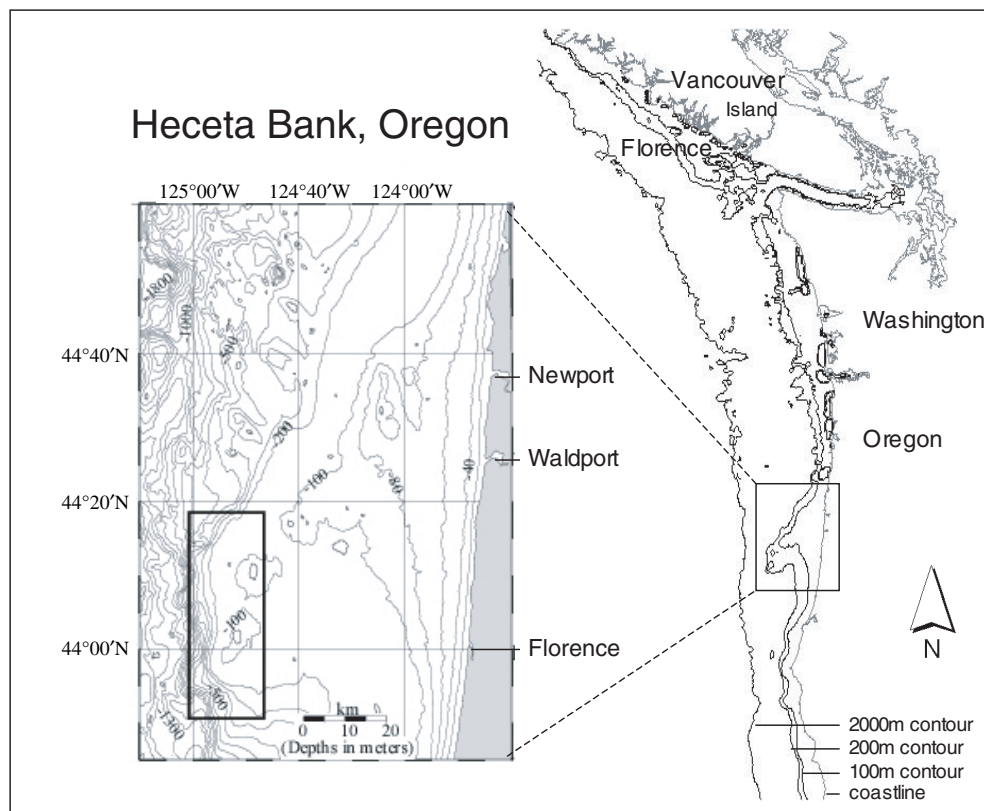 Heceta Bank, Oregon
125°00′W 124°40′W 124°00′W
44°40′N
44°20′N
44°00′N
-1800
-1000
-500
-200
-100
-80
-40
-100
-500
-1300
km
0 10 20
(Depths in meters)
Newport
Waldport
Florence
Vancouver
Island
Florence
Washington
Oregon
N
2000m contour
200m contour
100m contour
coastline